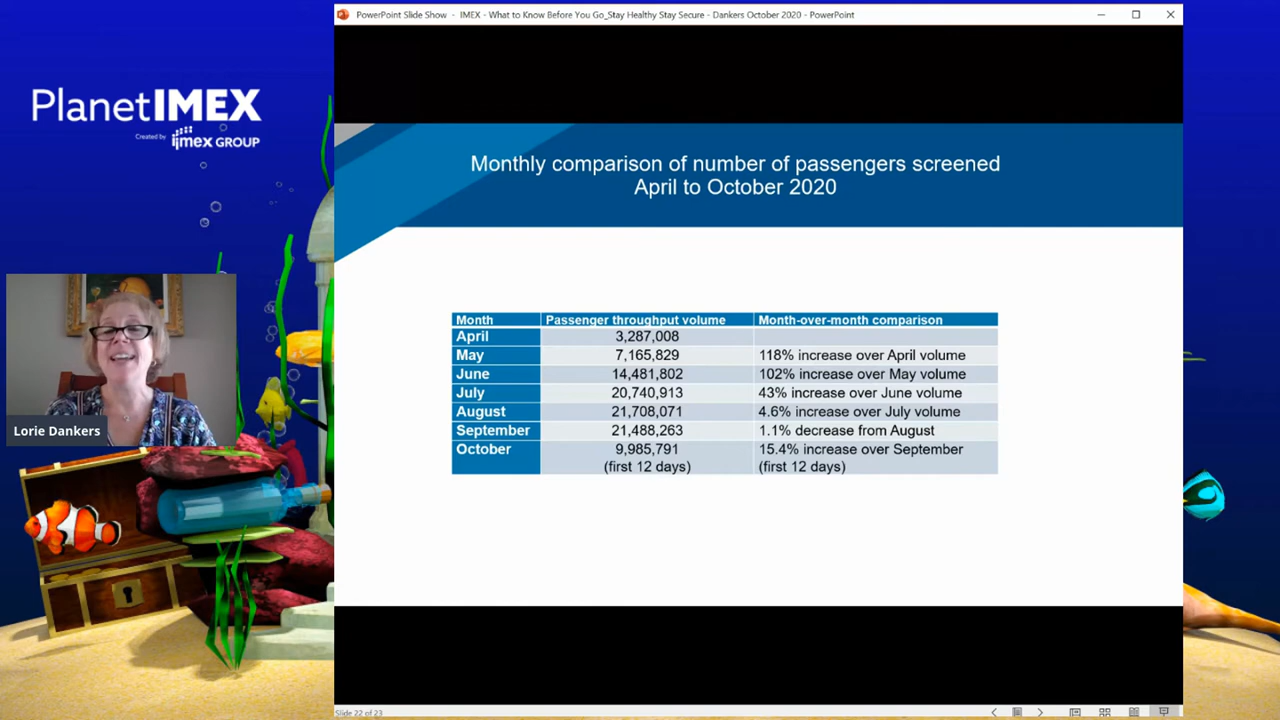 PowerPoint Slide Show - IMEX - What to Know Before You Go_Stay Healthy Stay Secure - Dankers October 2020 - PowerPoint
PlanetIMEX
Created by imex GROUP
Monthly comparison of number of passengers screened
April to October 2020
Month Passenger throughput volume Month-over-month comparison
April 3,287,008
May 7,165,829 118% increase over April volume
June 14,481,802 102% increase over May volume
July 20,740,913 43% increase over June volume
August 21,708,071 4.6% increase over July volume
September 21,488,263 1.1% decrease from August
October 9,985,791 15.4% increase over September
(first 12 days) (first 12 days)
Lorie Dankers
Slide 22 of 23